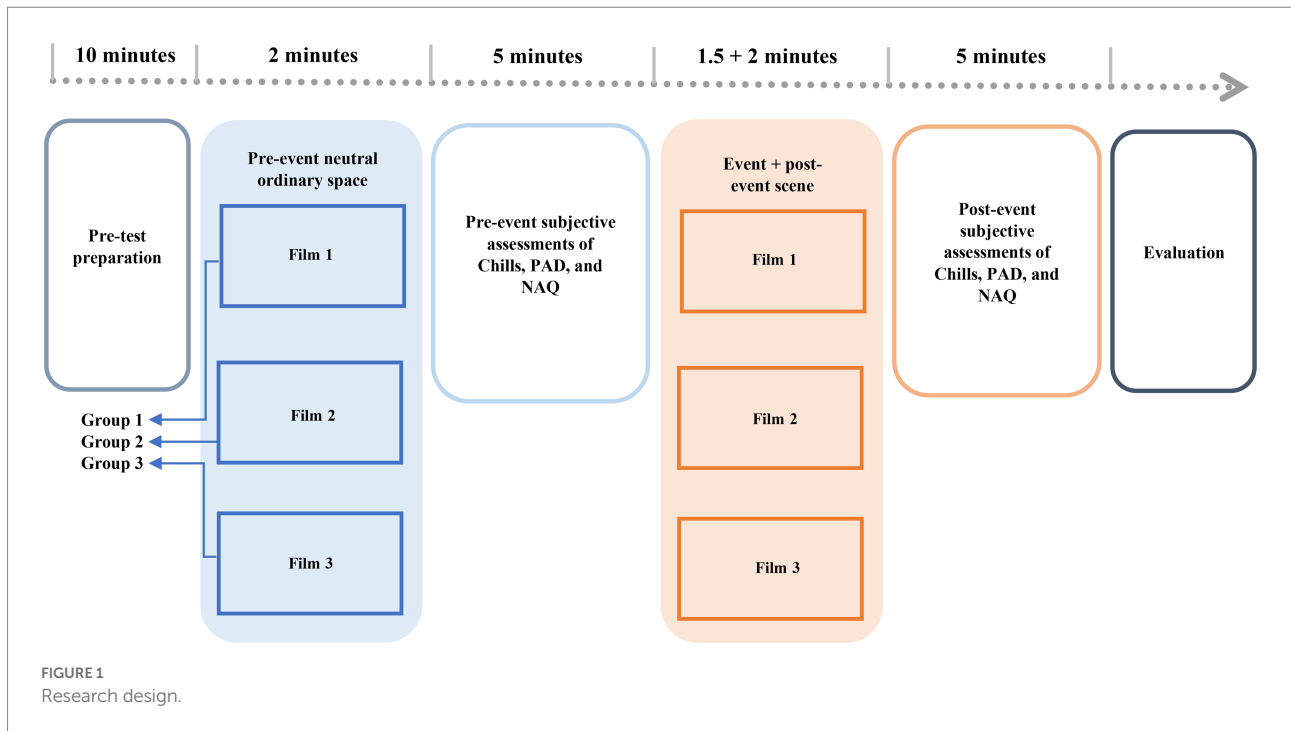 10 minutes
2 minutes
5 minutes
1.5 + 2 minutes
5 minutes
Pre-test
preparation
Group 1
Group 2
Group 3
Pre-event neutral
ordinary space
Film 1
Film 2
Film 3
Pre-event subjective
assessments of
Chills, PAD, and
NAQ
Event + post-
event scene
Film 1
Film 2
Film 3
Post-event
subjective
assessments of
Chills, PAD, and
NAQ
Evaluation
FIGURE 1
Research design.